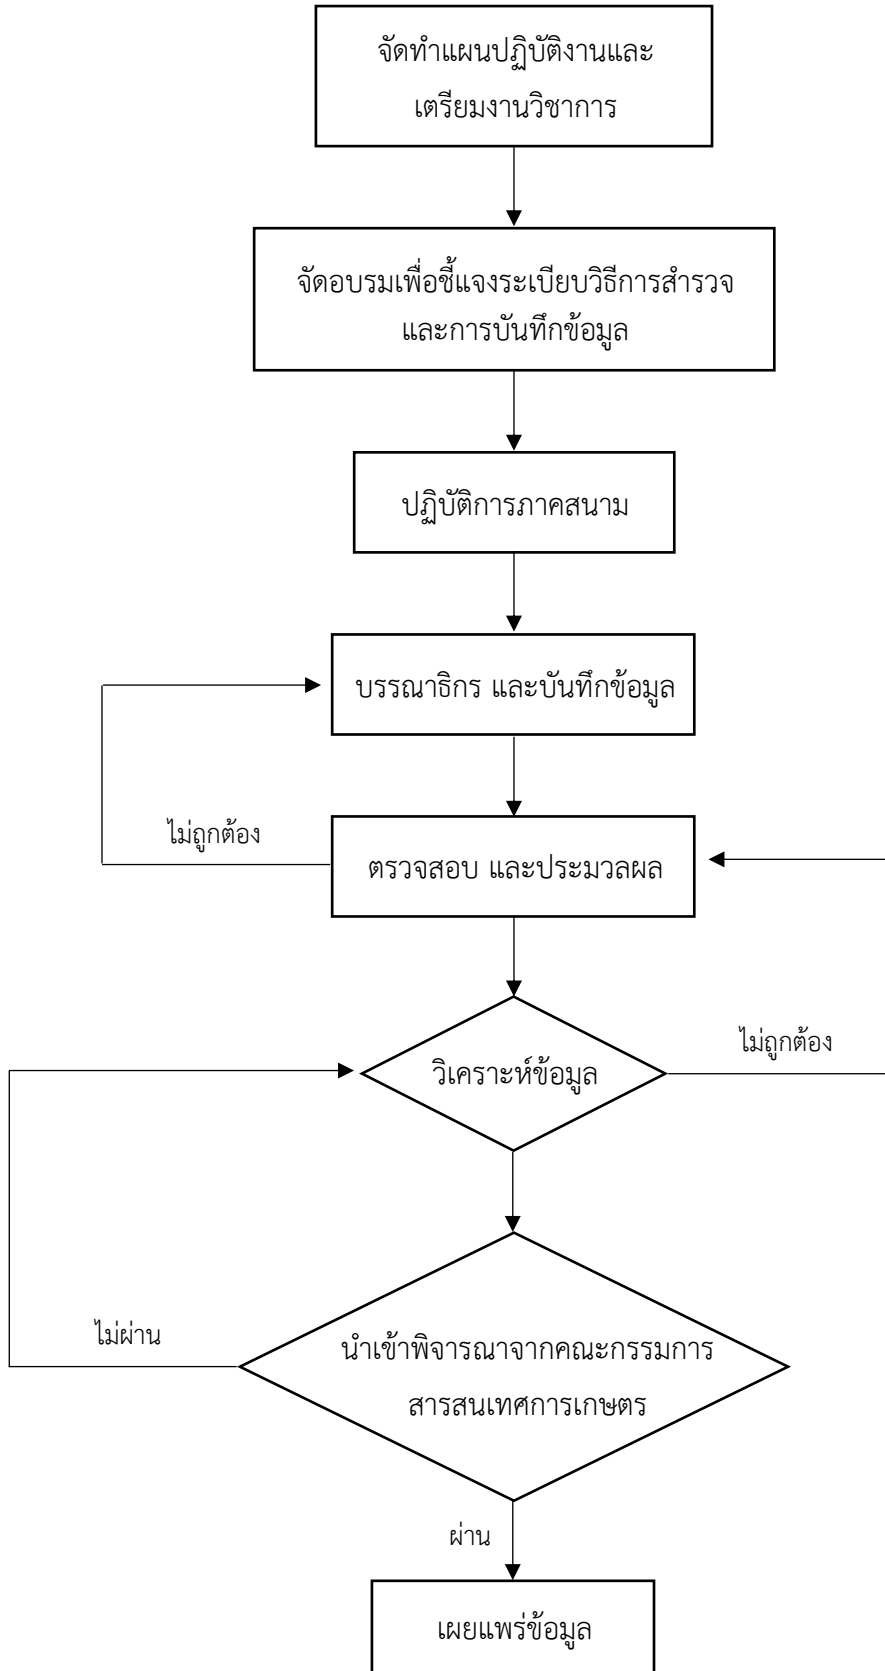 จัดทำแผนปฏิบัติงานและ
เตรียมงานวิชาการ
จัดอบรมเพื่อชี้แจงระเบียบวิธีการสำรวจ
และการบันทึกข้อมูล
ปฏิบัติการภาคสนาม
บรรณาธิกร และบันทึกข้อมูล
ไม่ถูกต้อง
ตรวจสอบ และประมวลผล
ไม่ถูกต้อง
วิเคราะห์ข้อมูล
ไม่ผ่าน
นำเข้าพิจารณาจากคณะกรรมการ
สารสนเทศการเกษตร
ผ่าน
เผยแพร่ข้อมูล